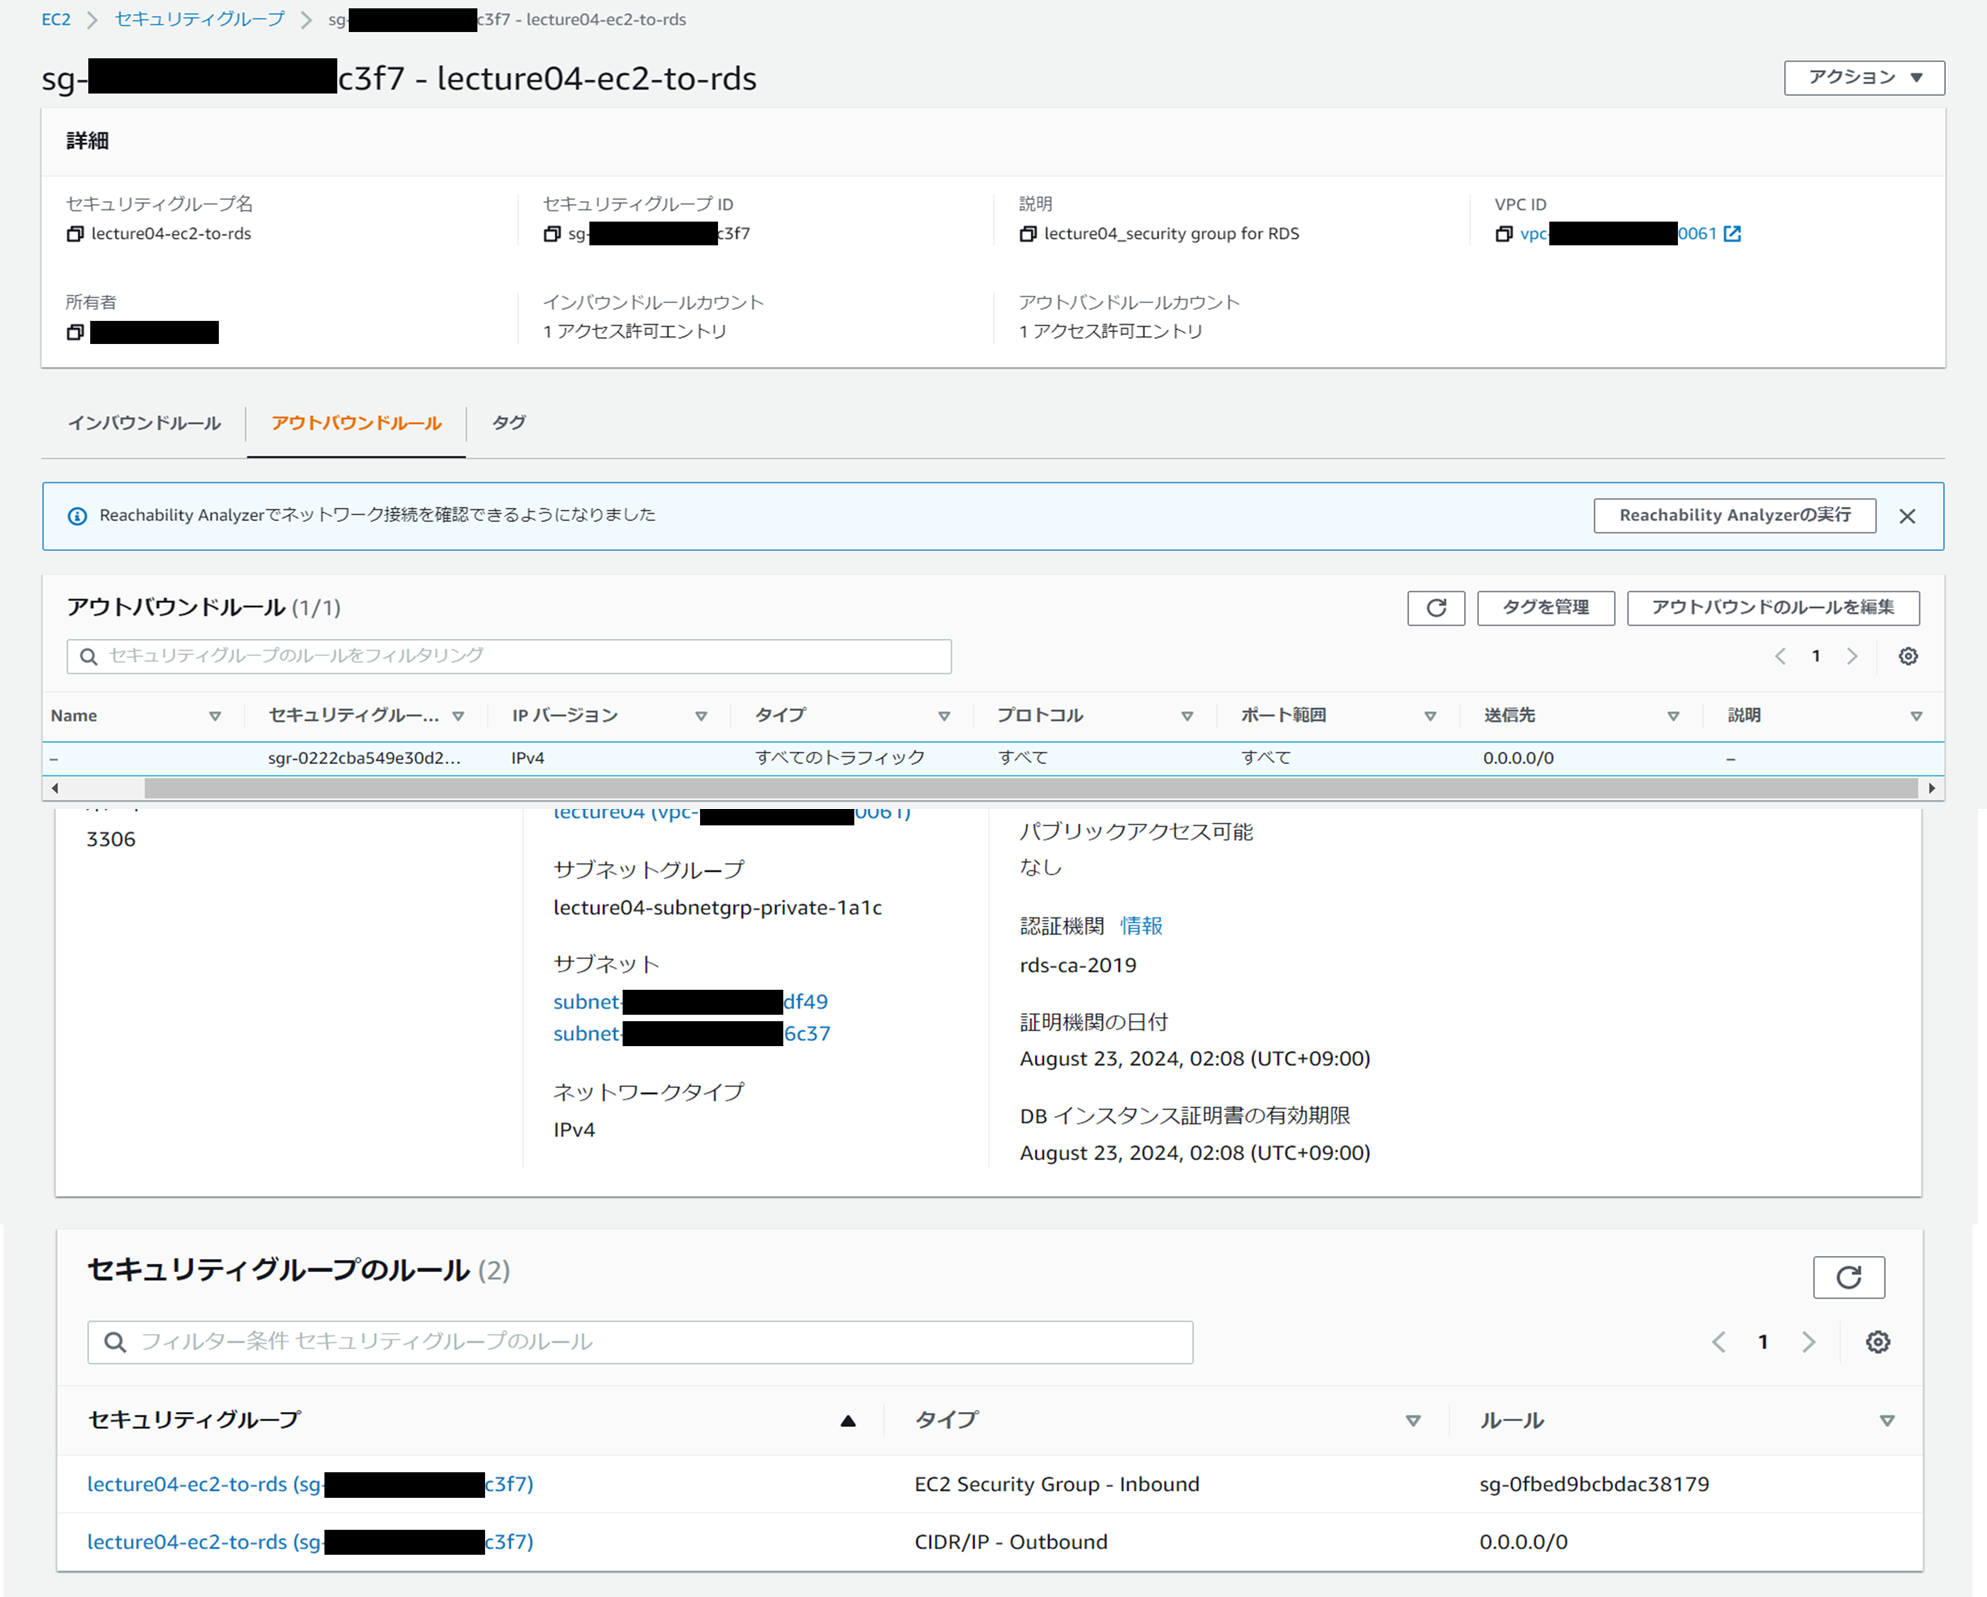 EC2 > セキュリティグループ > sg- c3f7 - lecture04-ec2-to-rds
sg- c3f7 - lecture04-ec2-to-rds
アクション ▼
詳細
セキュリティグループ名
lecture04-ec2-to-rds
セキュリティグループ ID
sg- c3f7
説明
lecture04_security group for RDS
VPC ID
vpc- 0061
所有者
インバウンドルールカウント
1 アクセス許可エントリ
アウトバンドルールカウント
1 アクセス許可エントリ
インバウンドルール
アウトバウンドルール
タグ
Reachability Analyzerでネットワーク接続を確認できるようになりました
Reachability Analyzerの実行
アウトバウンドルール (1/1)
タグを管理
アウトバウンドのルールを編集
セキュリティグループのルールをフィルタリング
1
Name セキュリティグルー... IP バージョン タイプ プロトコル ポート範囲 送信先 説明
– sgr-0222cba549e30d2... IPv4 すべてのトラフィック すべて すべて 0.0.0.0/0 –
3306
lecture04 (vpc- 0061)
サブネットグループ
lecture04-subnetgrp-private-1a1c
サブネット
subnet- df49
subnet- 6c37
ネットワークタイプ
IPv4
パブリックアクセス可能
なし
認証機関 情報
rds-ca-2019
証明機関の日付
August 23, 2024, 02:08 (UTC+09:00)
DB インスタンス証明書の有効期限
August 23, 2024, 02:08 (UTC+09:00)
セキュリティグループのルール (2)
フィルター条件 セキュリティグループのルール
1
セキュリティグループ タイプ ルール
lecture04-ec2-to-rds (sg- c3f7) EC2 Security Group - Inbound sg-0fbed9bcbdac38179
lecture04-ec2-to-rds (sg- c3f7) CIDR/IP - Outbound 0.0.0.0/0